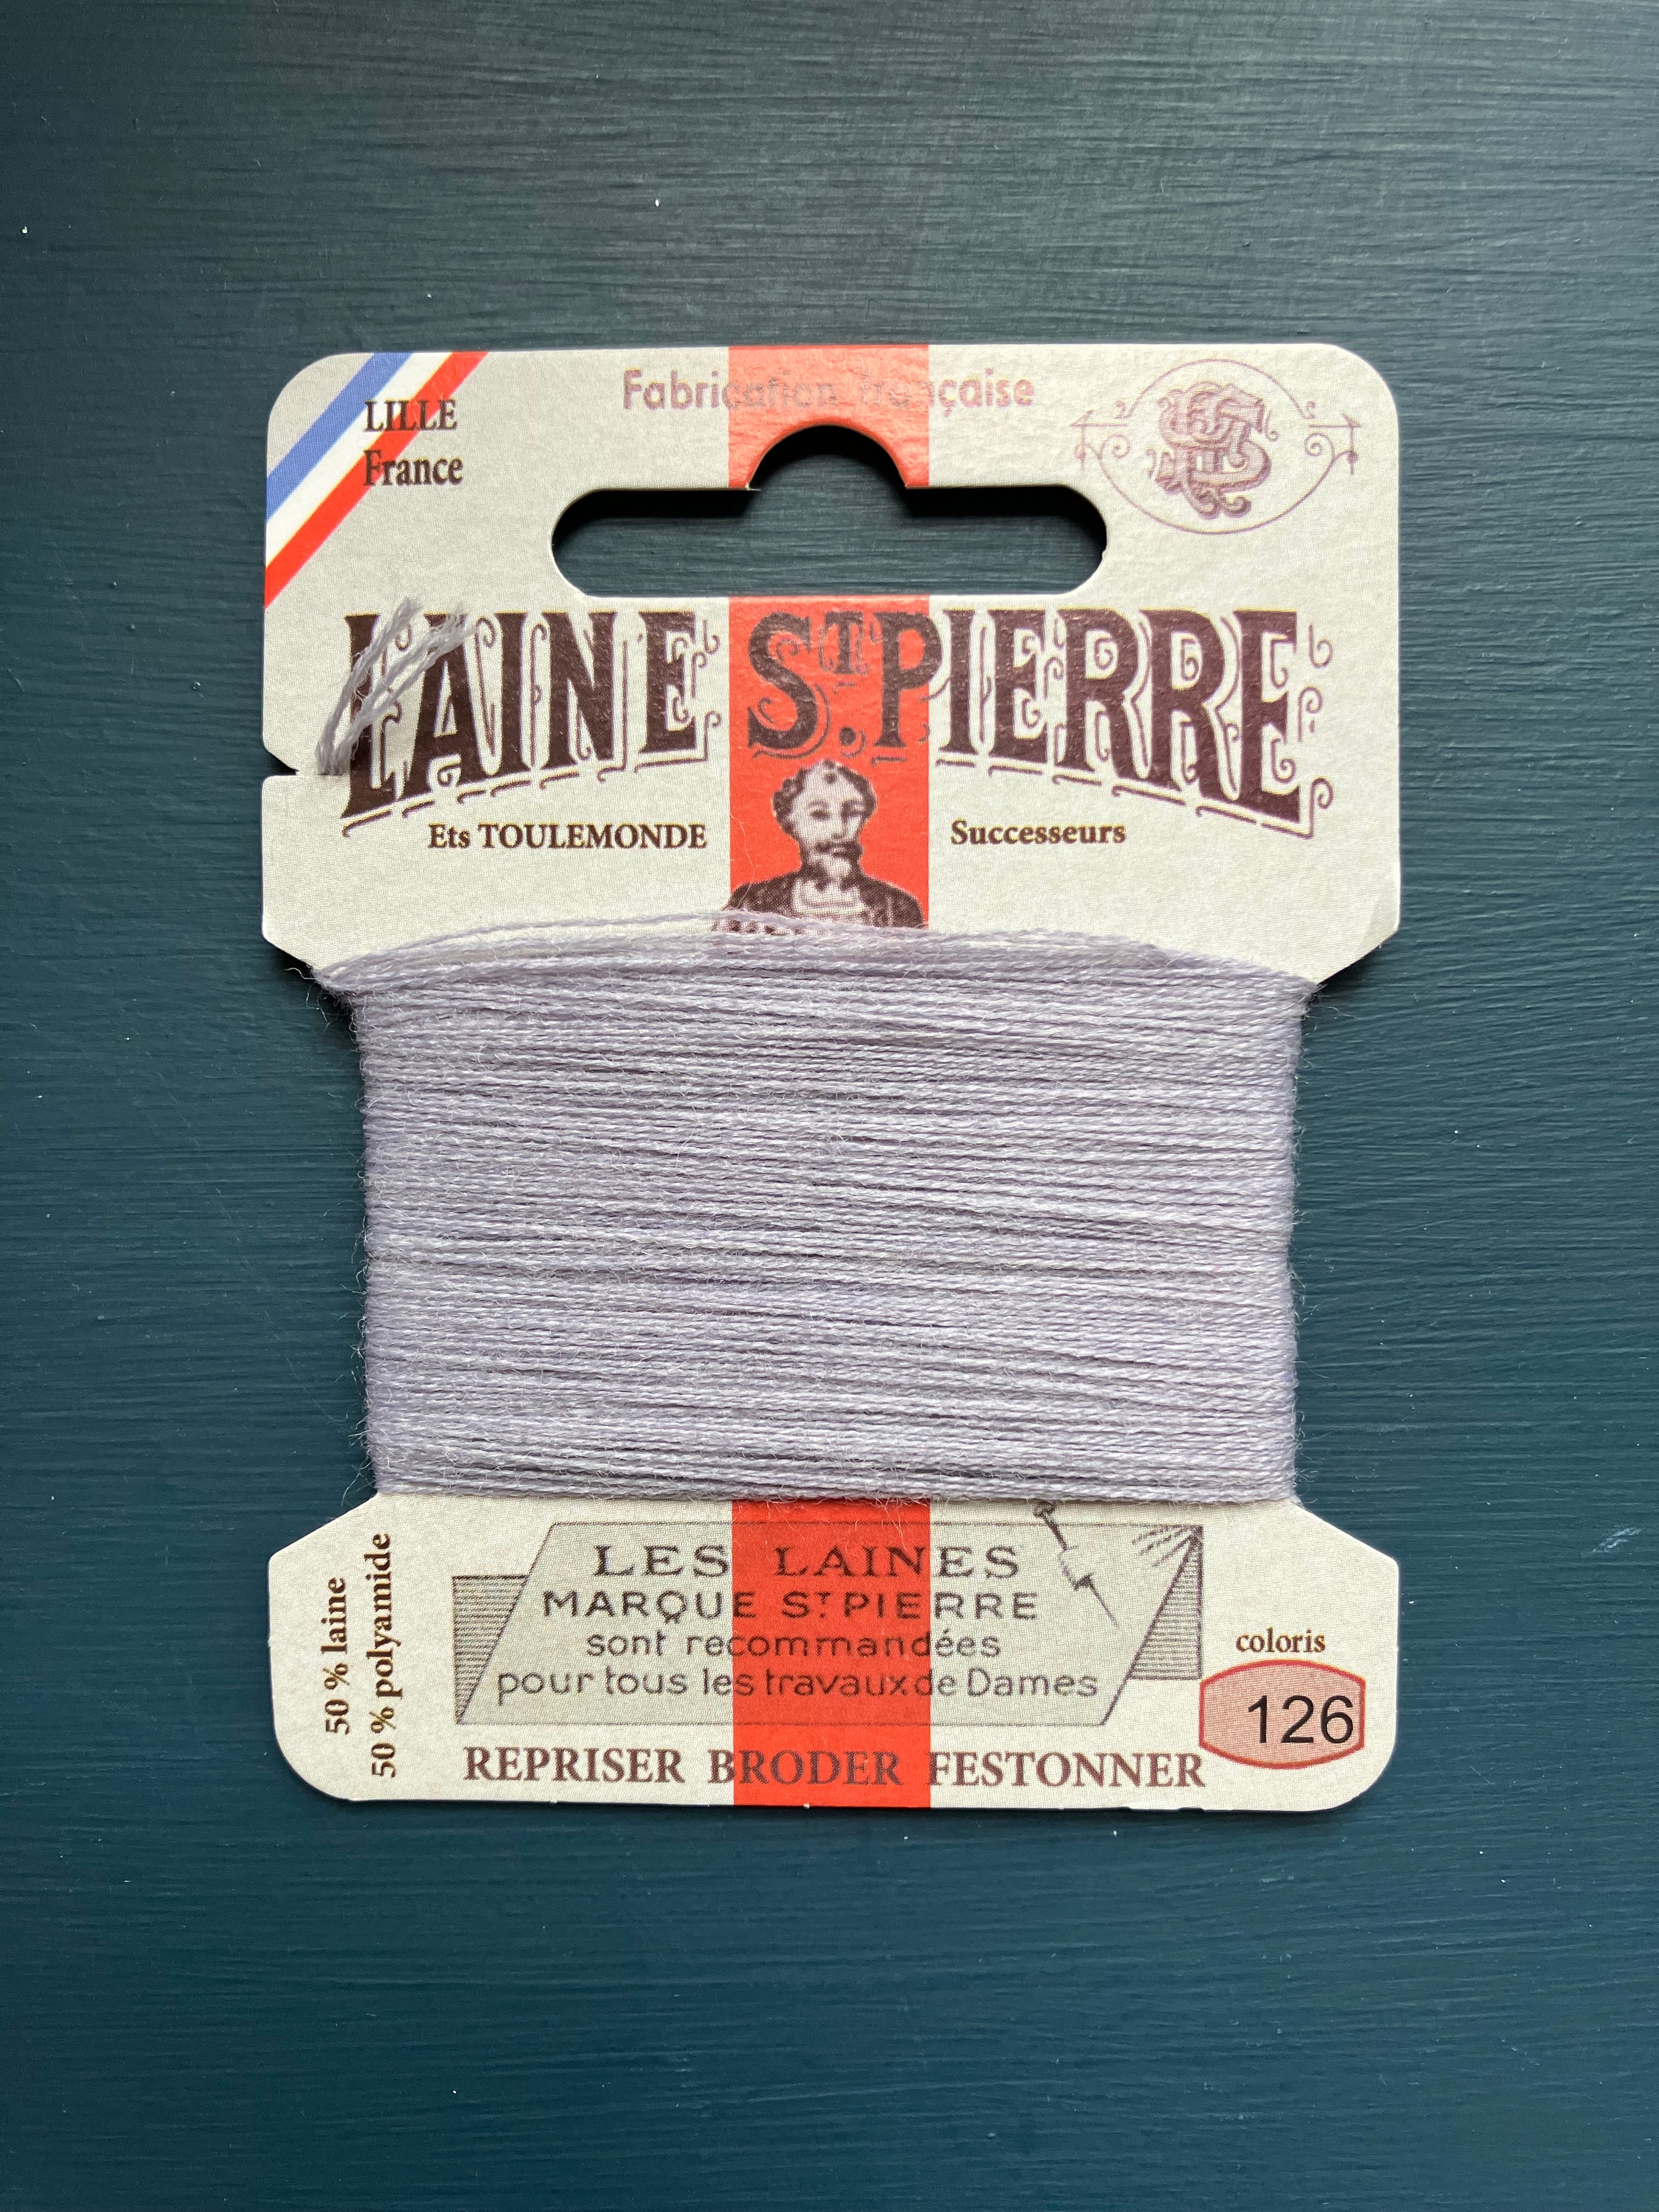 LILLE
France
Fabrication française
LAINE ST. PIERRE
Ets TOULEMONDE Successeurs
50 % laine
50 % polyamide
LES LAINES
MARQUE ST PIERRE
sont recommandées
pour tous les travaux de Dames
coloris
126
REPRISER BRODER FESTONNER